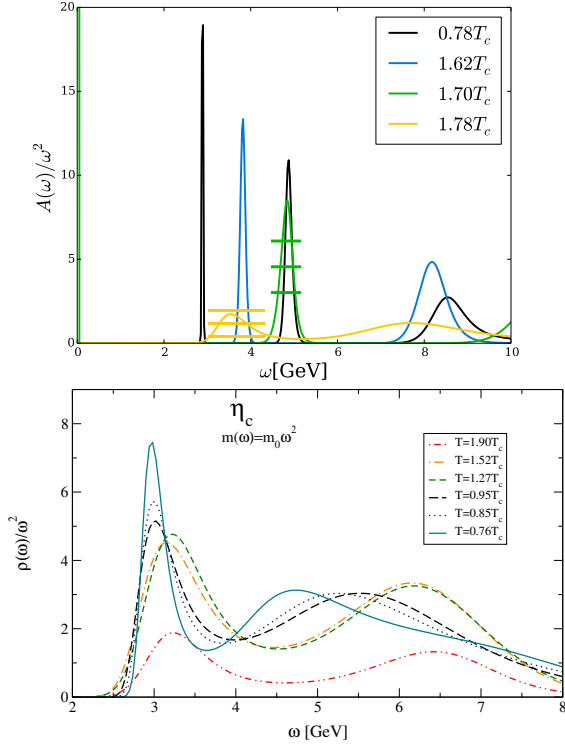 20
15
10
5
0
A(ω)/ω²
0.78T_c
1.62T_c
1.70T_c
1.78T_c
0 2 4 6 8 10
ω[GeV]
8
6
4
2
0
ρ(ω)/ω²
η_c
m(ω)=m₀ω²
T=1.90T_c
T=1.52T_c
T=1.27T_c
T=0.95T_c
T=0.85T_c
T=0.76T_c
2 3 4 5 6 7 8
ω [GeV]